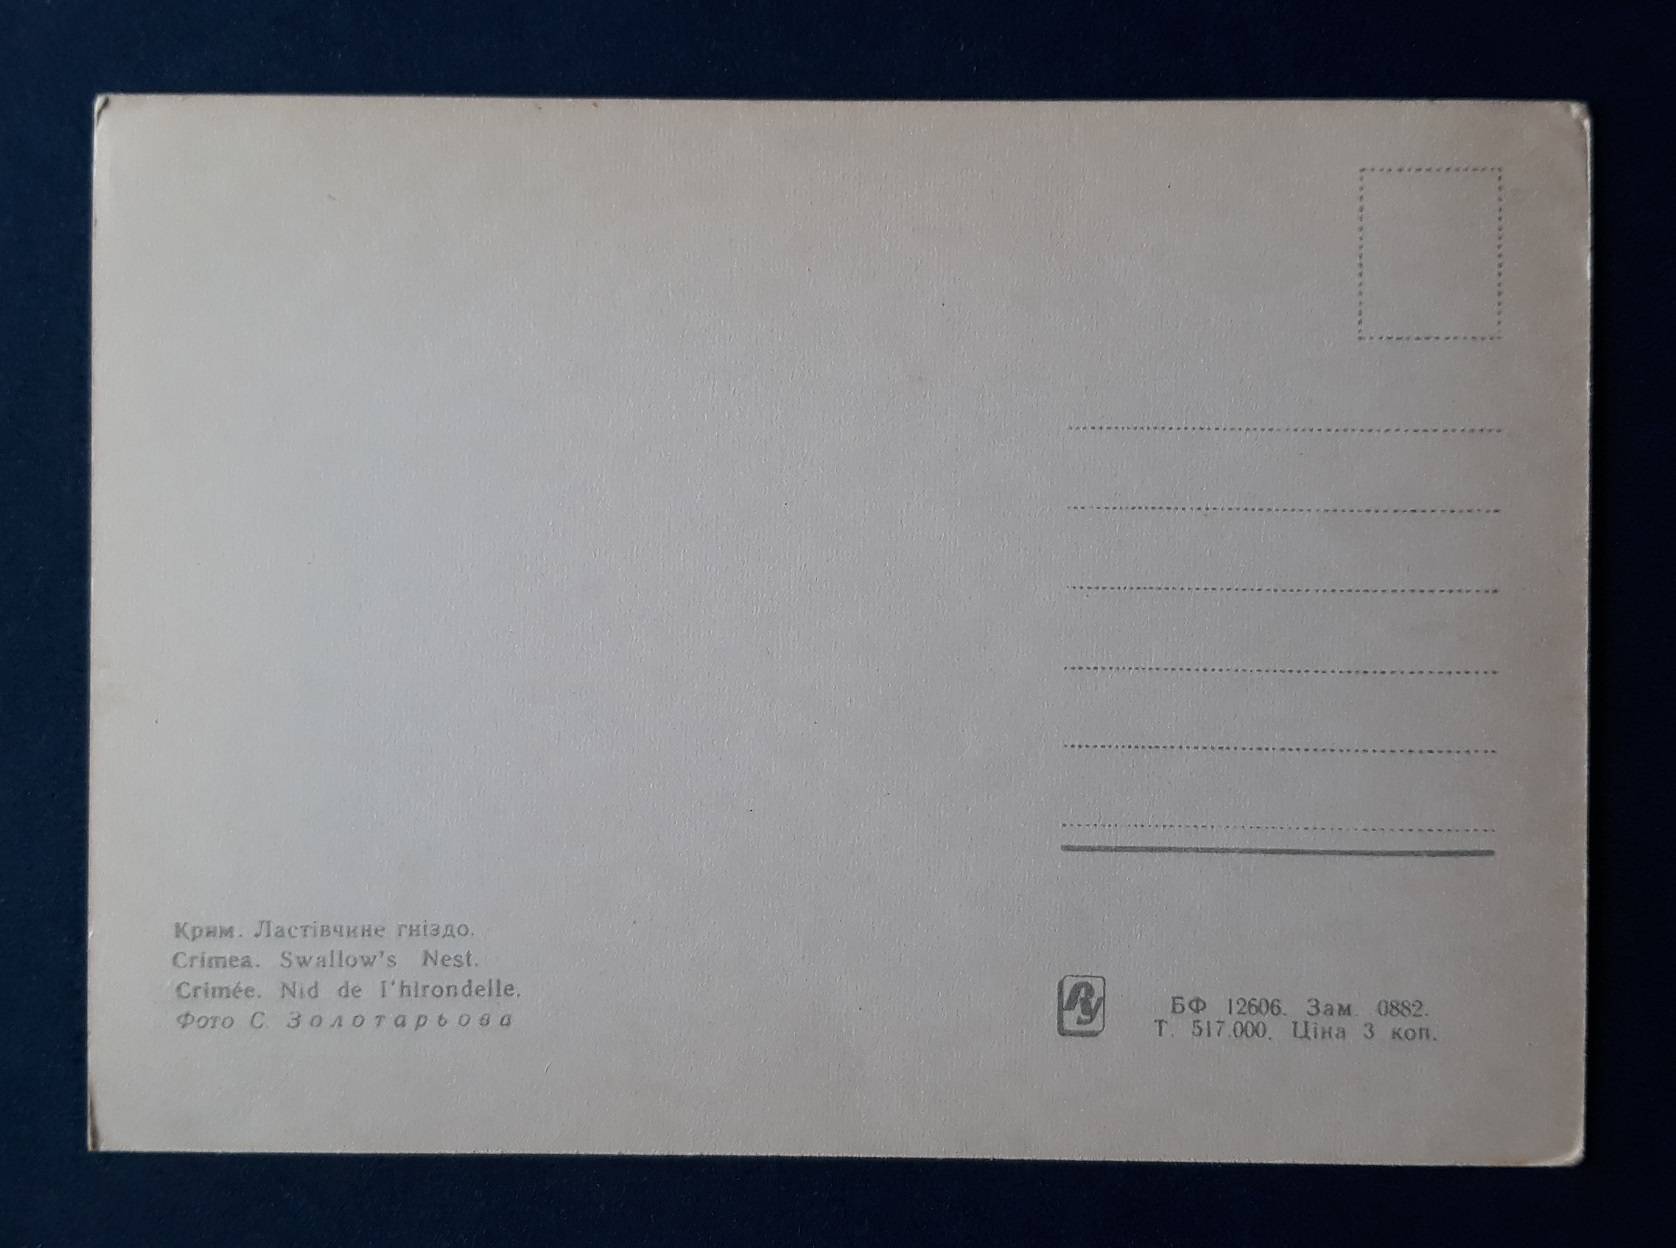 Крим. Ластівчине гніздо.
Crimea. Swallow's Nest.
Crimée. Nid de l'hirondelle.
Фото С. Золотарьова
БФ 12606. Зам. 0882.
Т. 517.000. Ціна 3 коп.